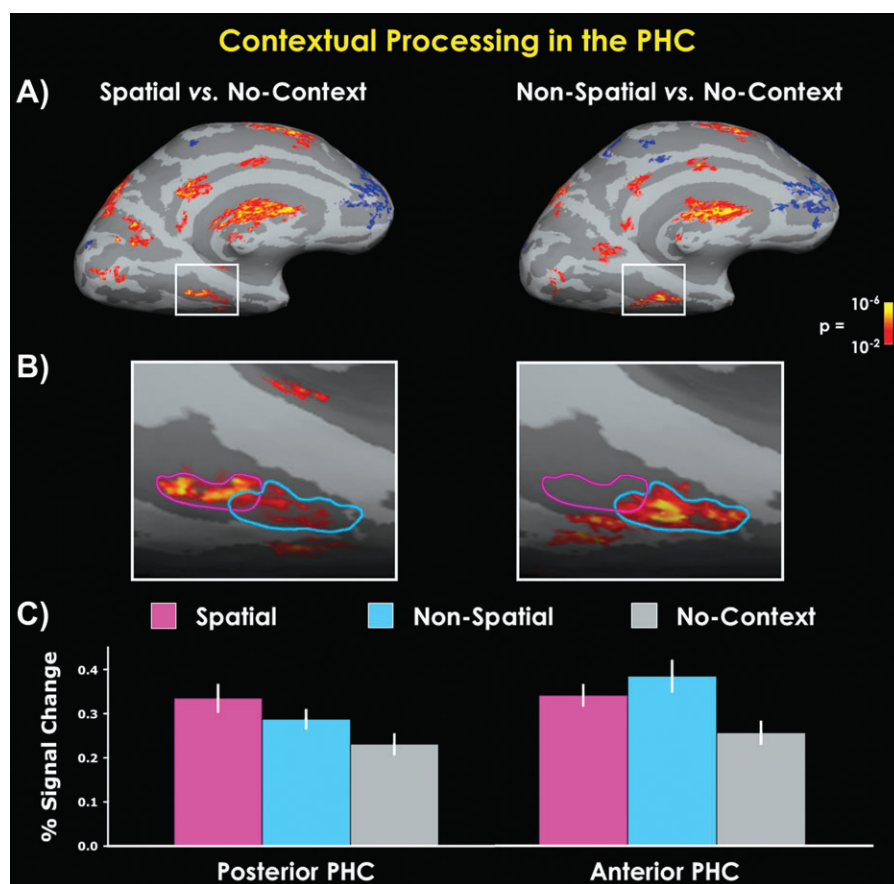 Contextual Processing in the PHC
A)
Spatial vs. No-Context
Non-Spatial vs. No-Context
p =
10-6
10-2
B)
C)
Spatial
Non-Spatial
No-Context
% Signal Change
0.4
0.3
0.2
0.1
0.0
Posterior PHC
Anterior PHC